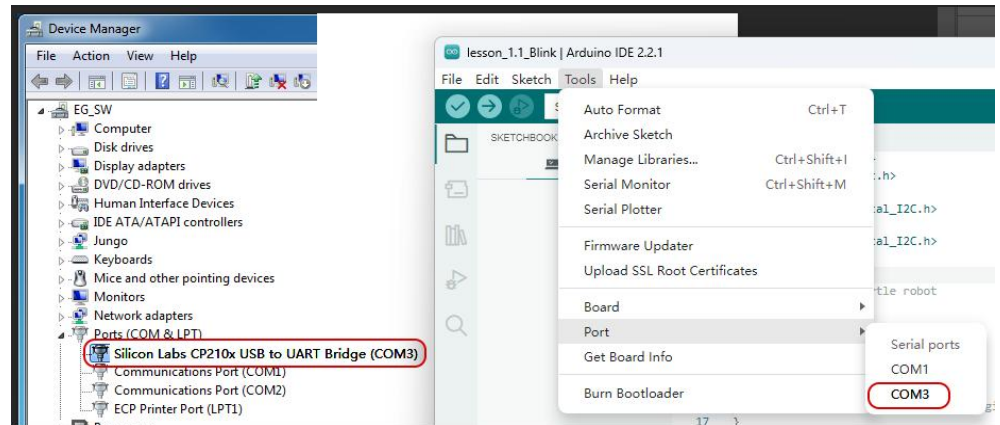 Device Manager
File Action View Help
EG_SW
Computer
Disk drives
Display adapters
DVD/CD-ROM drives
Human Interface Devices
IDE ATA/ATAPI controllers
Jungo
Keyboards
Mice and other pointing devices
Monitors
Network adapters
Ports (COM & LPT)
Silicon Labs CP210x USB to UART Bridge (COM3)
Communications Port (COM1)
Communications Port (COM2)
ECP Printer Port (LPT1)
lesson_1.1_Blink | Arduino IDE 2.2.1
File Edit Sketch Tools Help
SKETCHBOOK
Auto Format Ctrl+T
Archive Sketch
Manage Libraries... Ctrl+Shift+I
Serial Monitor Ctrl+Shift+M
Serial Plotter
Firmware Updater
Upload SSL Root Certificates
Board
Port
Get Board Info
Burn Bootloader
.h>
al_I2C.h>
al_I2C.h>
tle robot
Serial ports
COM1
COM3
17 }